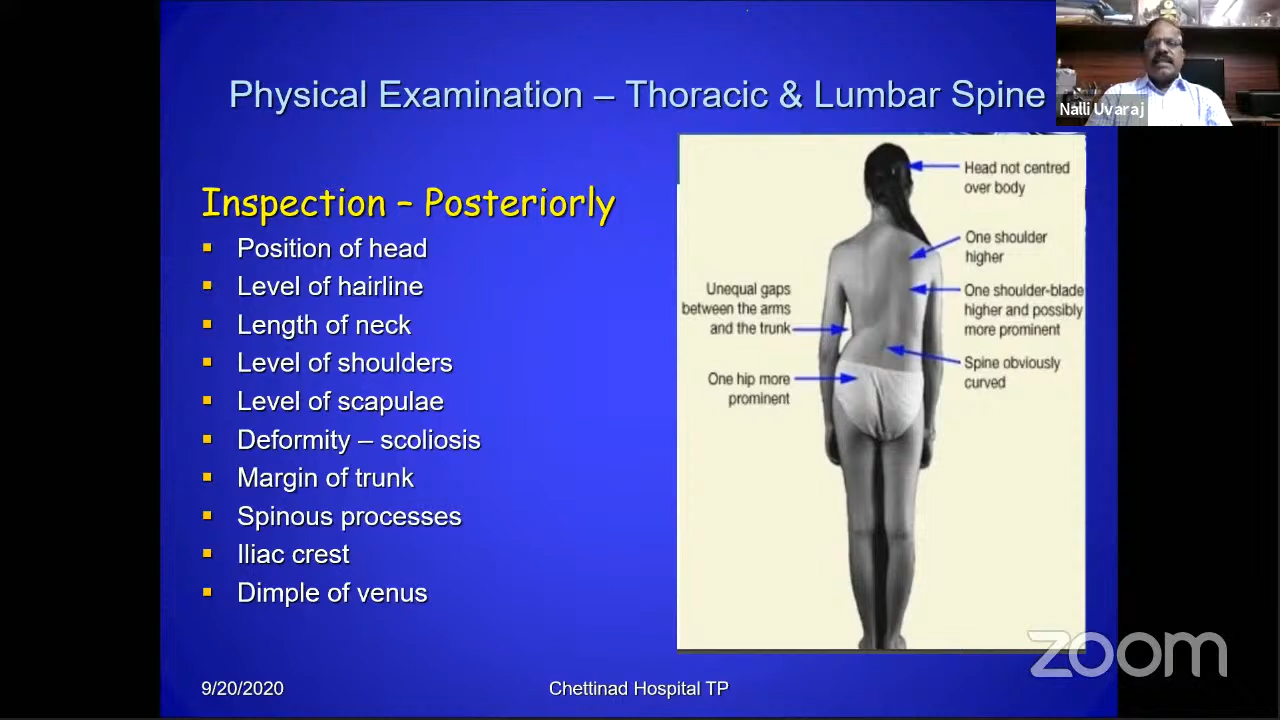 Physical Examination – Thoracic & Lumbar Spine
Nalli Uvaraj
Inspection – Posteriorly
▪ Position of head
▪ Level of hairline
▪ Length of neck
▪ Level of shoulders
▪ Level of scapulae
▪ Deformity – scoliosis
▪ Margin of trunk
▪ Spinous processes
▪ Iliac crest
▪ Dimple of venus
Head not centred
over body
One shoulder
higher
Unequal gaps
between the arms
and the trunk
One shoulder-blade
higher and possibly
more prominent
Spine obviously
curved
One hip more
prominent
zoom
9/20/2020
Chettinad Hospital TP